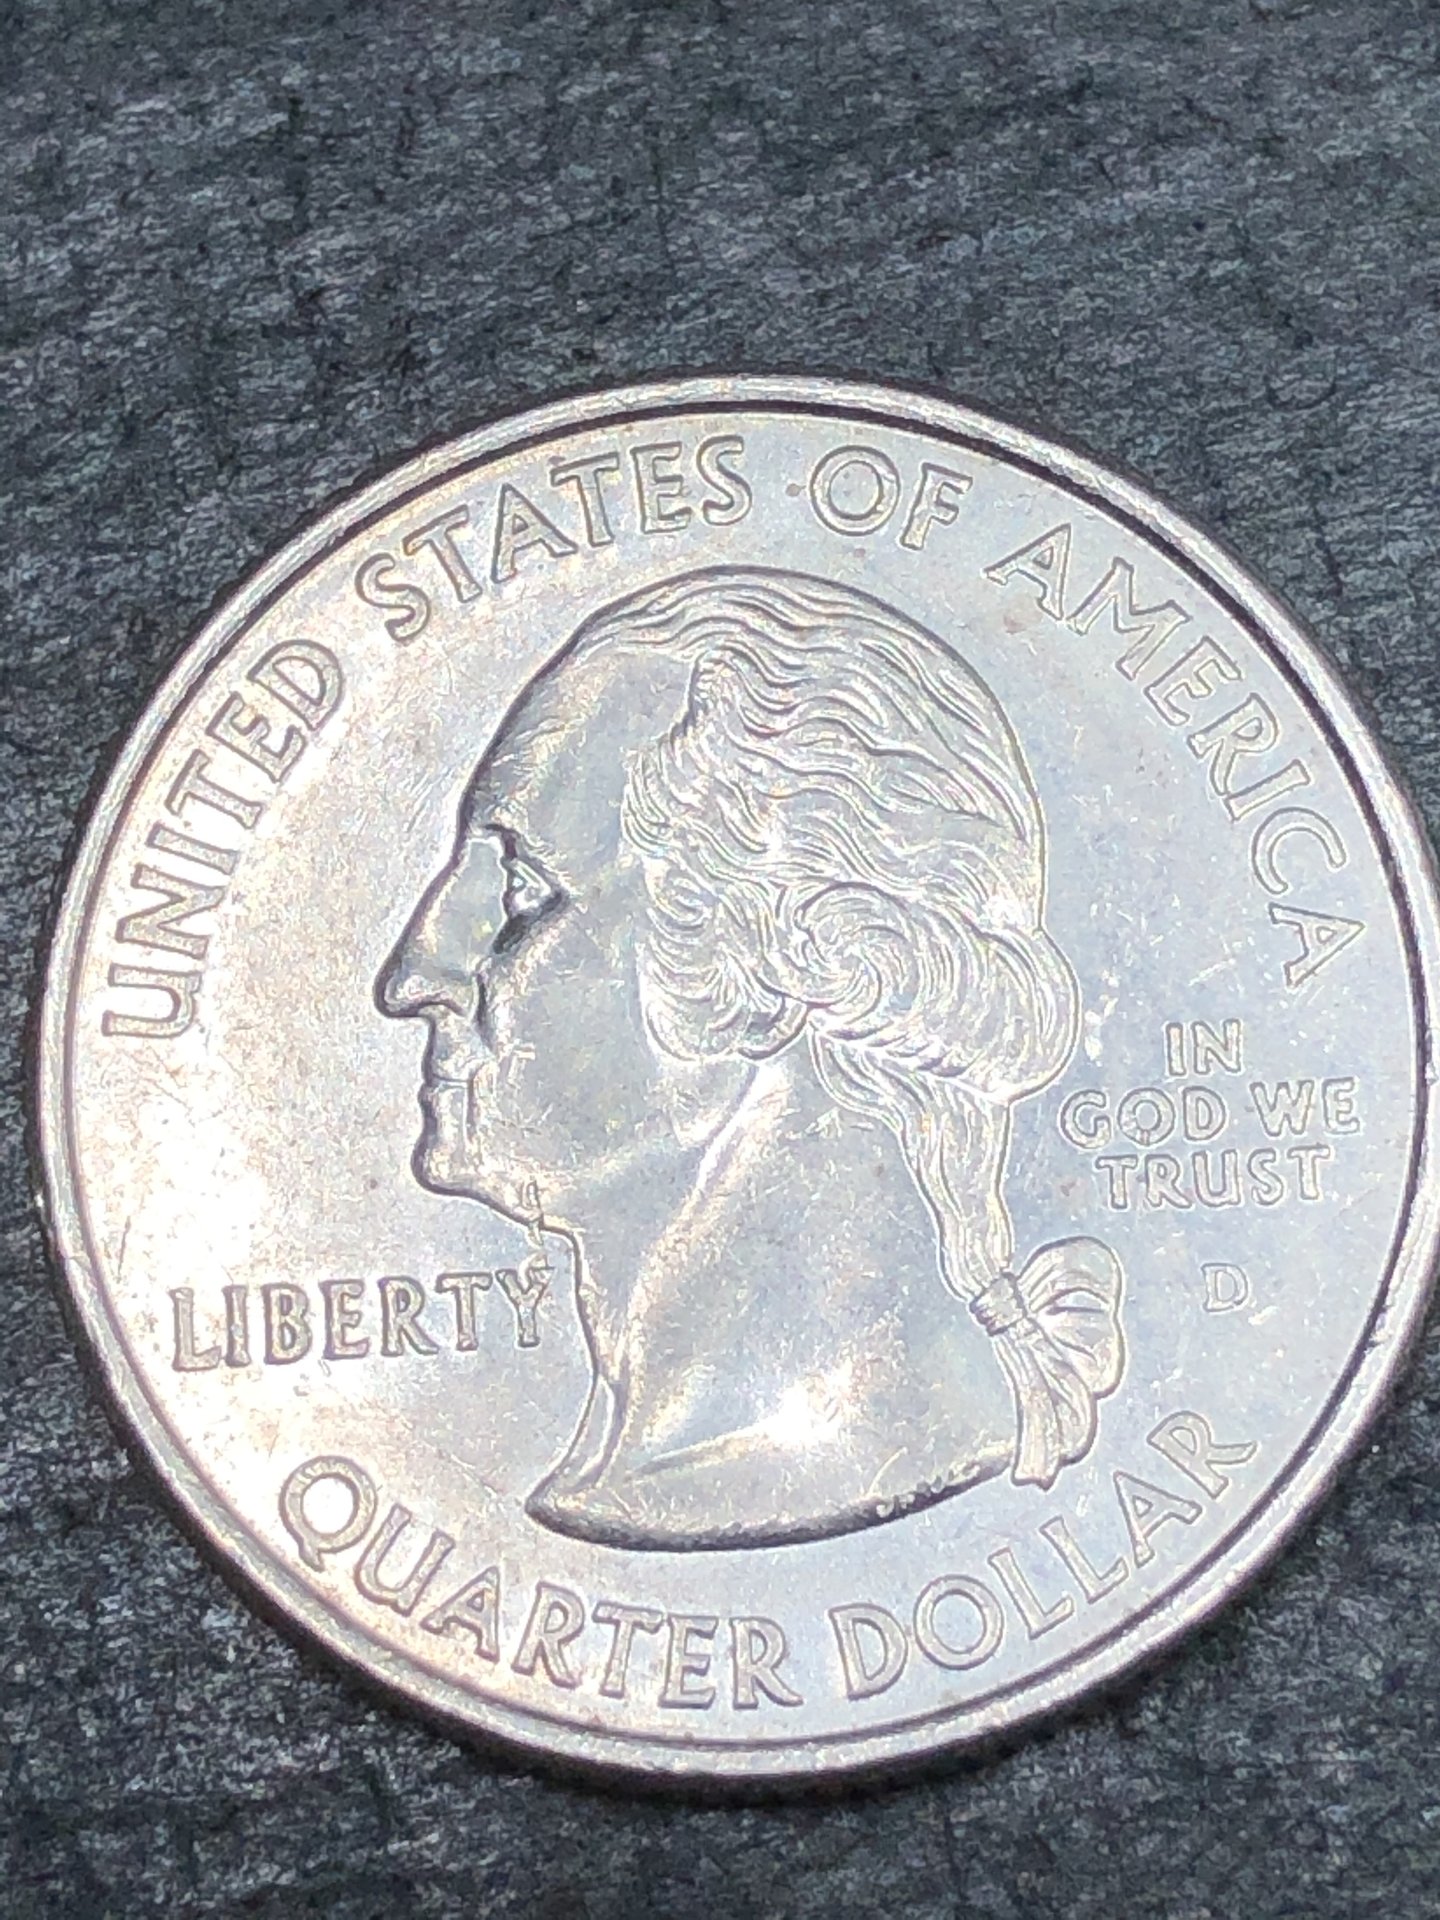 UNITED STATES OF AMERICA
IN
GOD WE
TRUST
D
LIBERTY
QUARTER DOLLAR